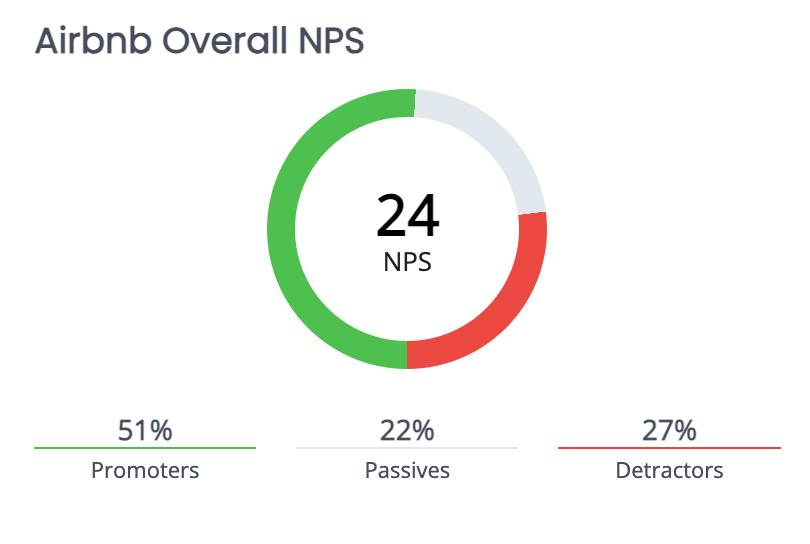 Airbnb Overall NPS
24
NPS
51%
22%
27%
Promoters
Passives
Detractors